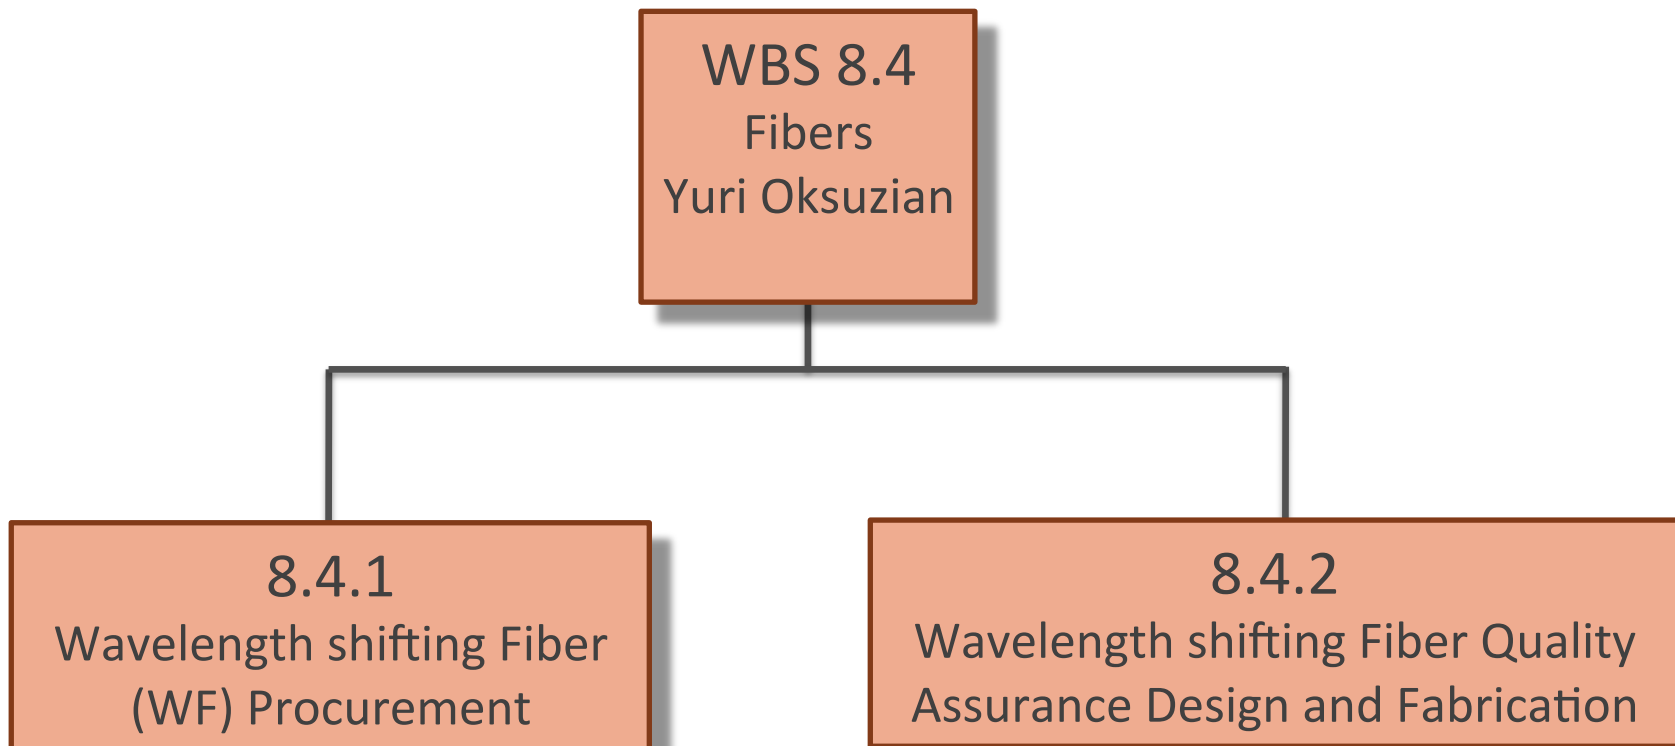 WBS 8.4
Fibers
Yuri Oksuzian
8.4.1
Wavelength shifting Fiber
(WF) Procurement
8.4.2
Wavelength shifting Fiber Quality
Assurance Design and Fabrication